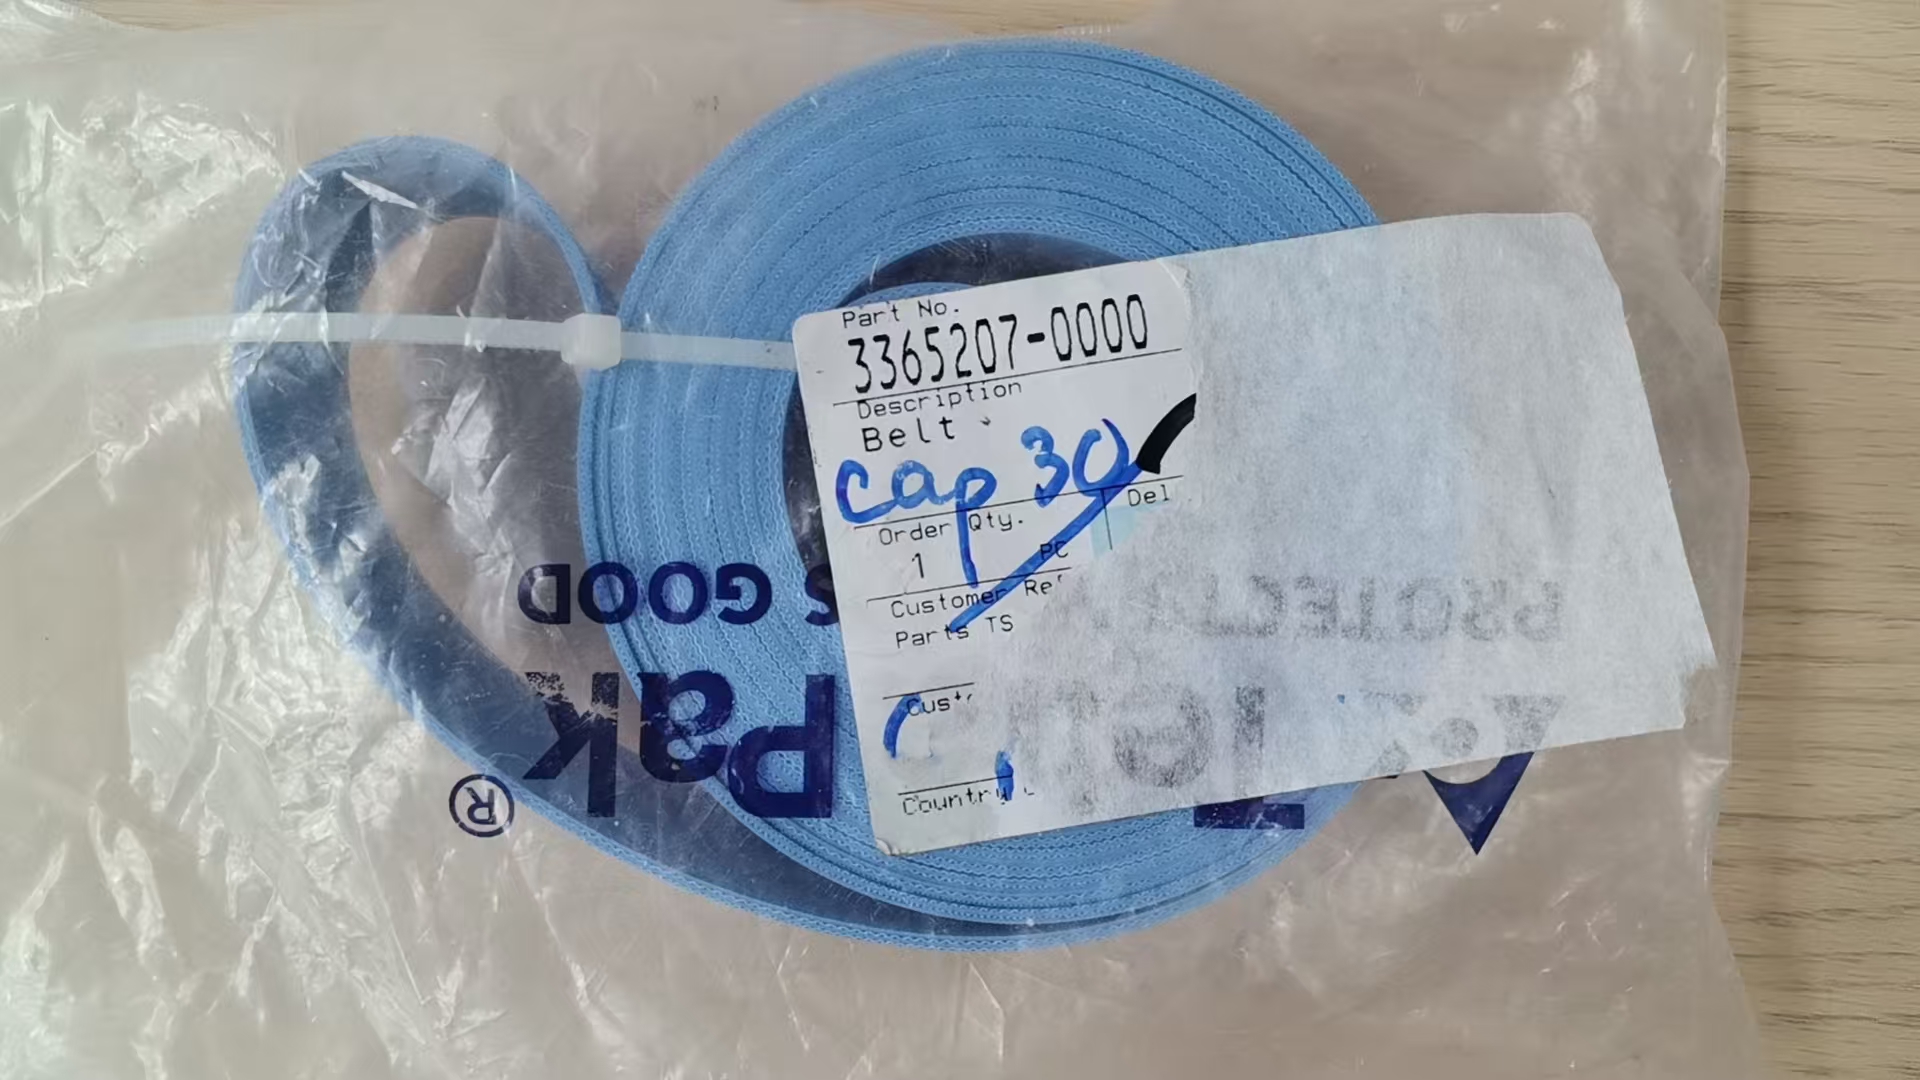 Part No.
3365207-0000
Description
Belt
cap 30
Order Qty.
Del
1
PC
Customer Re
Parts TS
Cust
Country
PROTECT
S GOOD
Pak
®